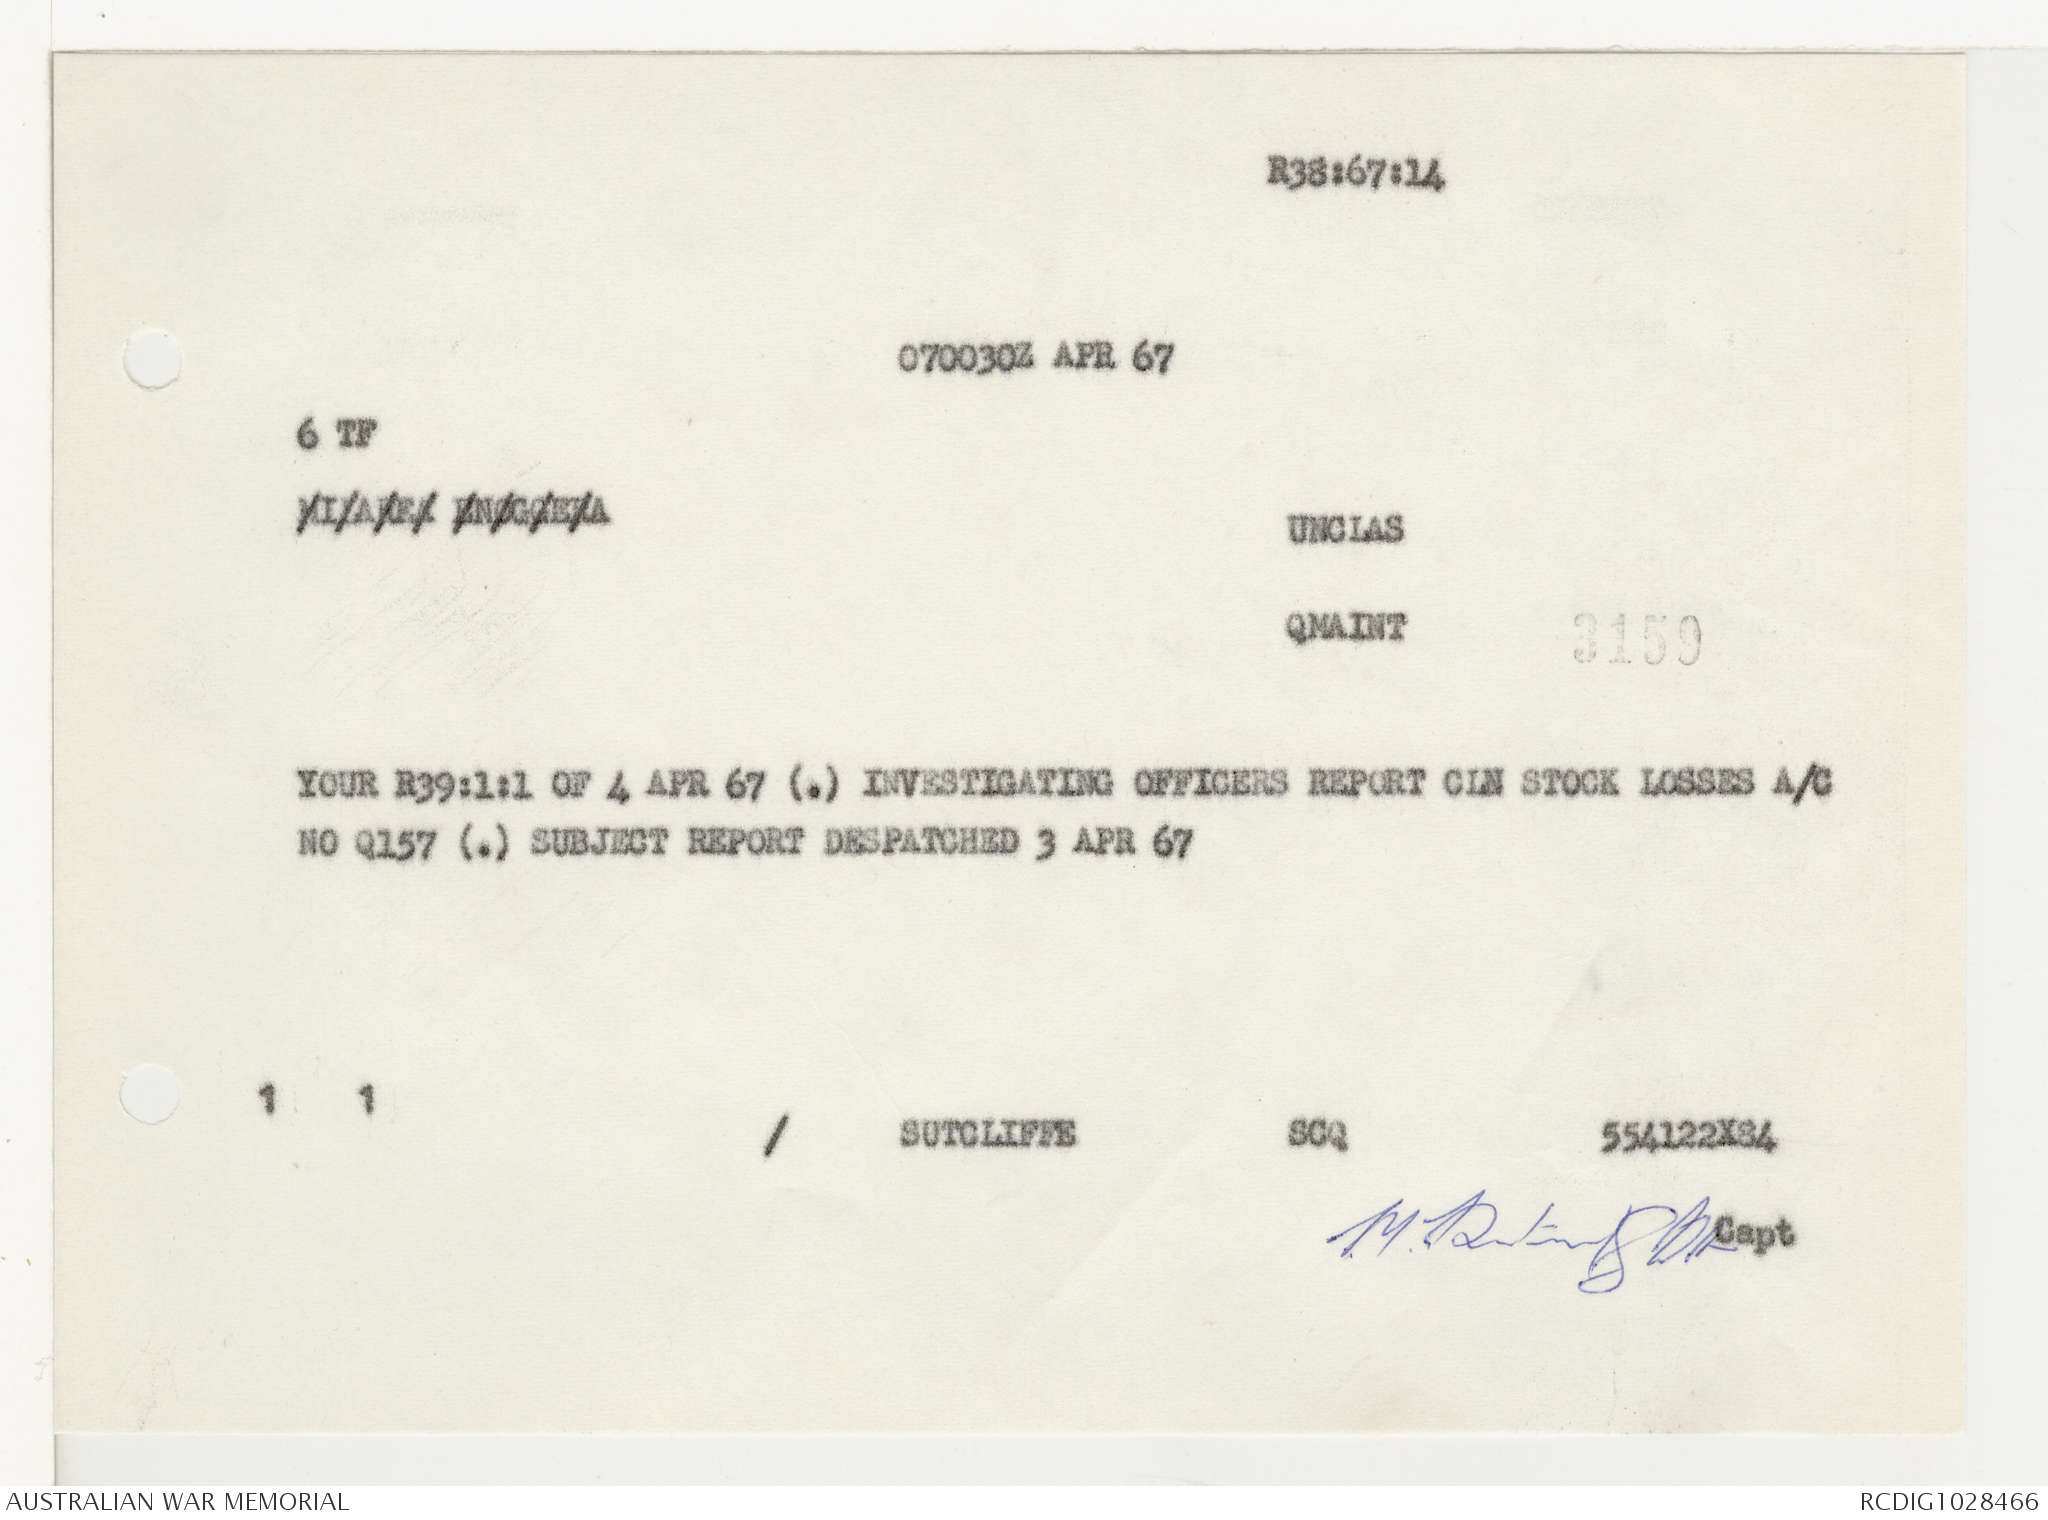 R38:67:14
070030Z APR 67
6 TF
UNCLAS
QMAINT 3159
YOUR R39:1:1 OF 4 APR 67 (.) INVESTIGATING OFFICERS REPORT CLN STOCK LOSSES A/C
NO Q157 (.) SUBJECT REPORT DESPATCHED 3 APR 67
1 1
/ SUTCLIFFE SCQ 554122X84
Capt
AUSTRALIAN WAR MEMORIAL RCDIG1028466